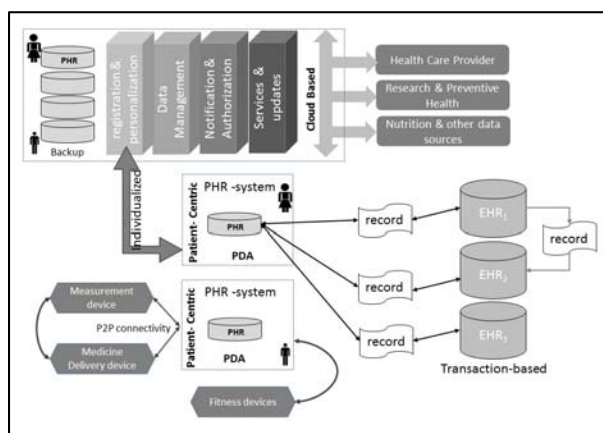 PHR
Backup
registration &
personalization
Data
Management
Notification &
Authorization
Services &
updates
Cloud Based
Health Care Provider
Research & Preventive
Health
Nutrition & other data
sources
Individualized
Patient- Centric
PHR -system
PHR
PDA
record
record
record
record
EHR₁
EHR₂
EHR₃
Transaction-based
Patient- Centric
PHR -system
PHR
PDA
Measurement
device
P2P connectivity
Medicine
Delivery device
Fitness devices